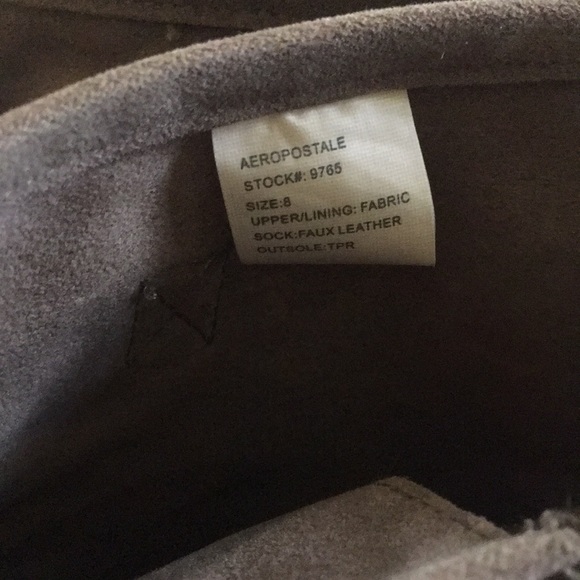 AEROPOSTALE
STOCK#: 9765
SIZE:8
UPPER/LINING: FABRIC
SOCK:FAUX LEATHER
OUTSOLE:TPR